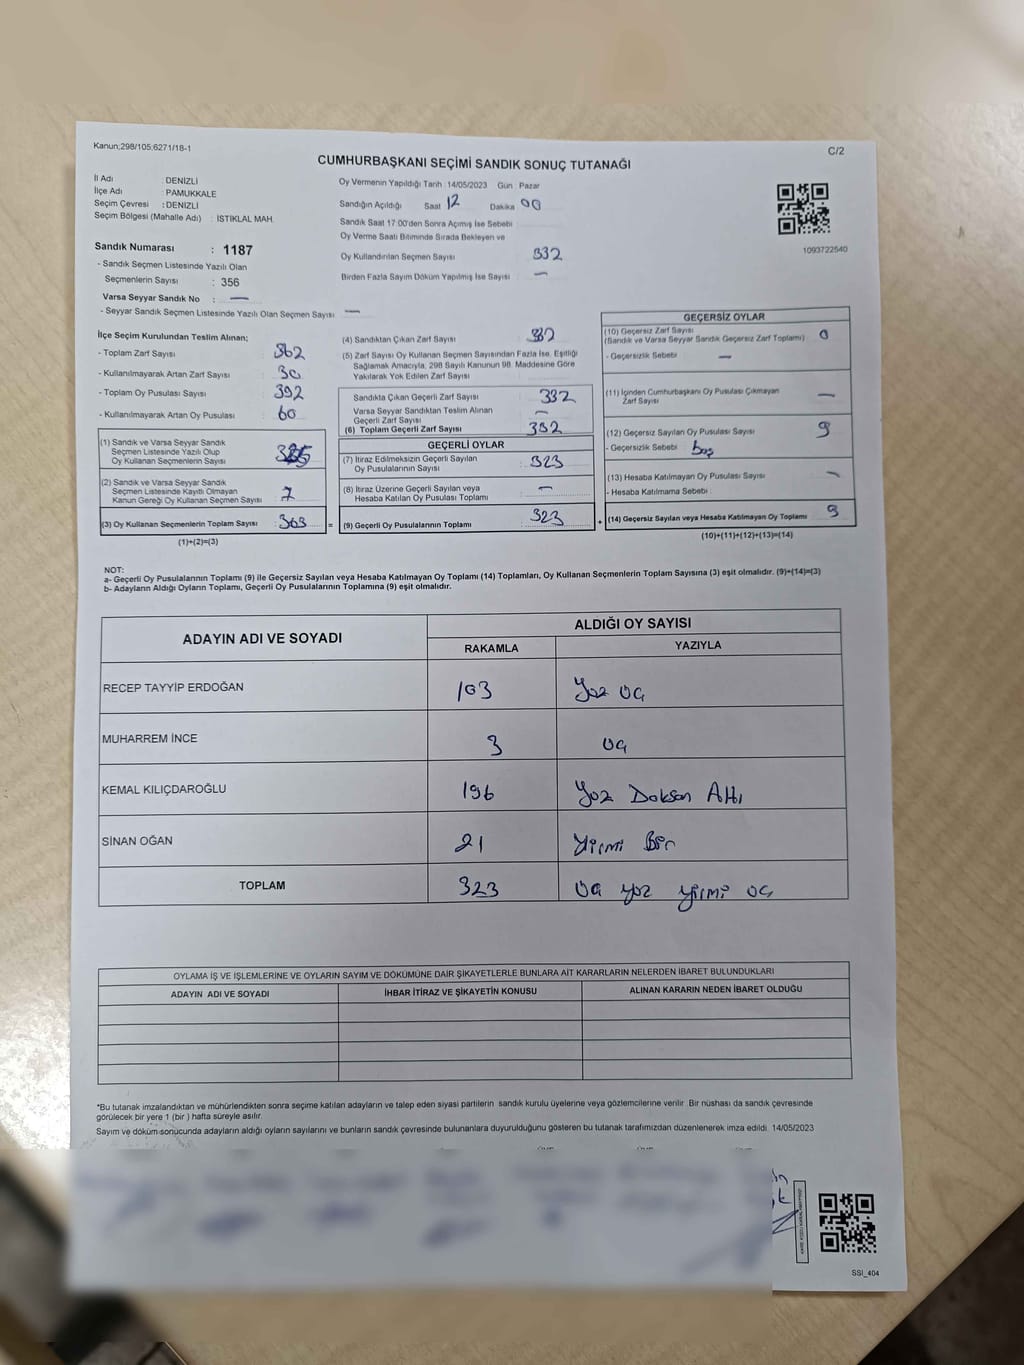 Kanun;298/105;6271/18-1
C/2
CUMHURBAŞKANI SEÇİMİ SANDIK SONUÇ TUTANAĞI
İl Adı : DENİZLİ
İlçe Adı : PAMUKKALE
Seçim Çevresi : DENİZLİ
Seçim Bölgesi (Mahalle Adı) : İSTİKLAL MAH.
Sandık Numarası : 1187
- Sandık Seçmen Listesinde Yazılı Olan
Seçmenlerin Sayısı : 356
Varsa Seyyar Sandık No : —
- Seyyar Sandık Seçmen Listesinde Yazılı Olan Seçmen Sayısı —
Oy Vermenin Yapıldığı Tarih : 14/05/2023 Gün : Pazar
Sandığın Açıldığı Saat 12 Dakika 00
Sandık Saat 17:00'den Sonra Açımış İse Sebebi
Oy Verme Saati Bitiminde Sırada Bekleyen ve
Oy Kullandırılan Seçmen Sayısı 332
Birden Fazla Sayım Döküm Yapılmış İse Sayısı —
1093722540
İlçe Seçim Kurulundan Teslim Alınan;
- Toplam Zarf Sayısı : 362
- Kullanılmayarak Artan Zarf Sayısı : 30
- Toplam Oy Pusulası Sayısı : 392
- Kullanılmayarak Artan Oy Pusulası : 60
(1) Sandık ve Varsa Seyyar Sandık
Seçmen Listesinde Yazılı Olup
Oy Kullanan Seçmenlerin Sayısı
(2) Sandık ve Varsa Seyyar Sandık
Seçmen Listesinde Kayıtlı Olmayan
Kanun Gereği Oy Kullanan Seçmen Sayısı : 7
(3) Oy Kullanan Seçmenlerin Toplam Sayısı : 363
(1)+(2)=(3)
(4) Sandıktan Çıkan Zarf Sayısı : 332
(5) Zarf Sayısı Oy Kullanan Seçmen Sayısından Fazla İse, Eşitliği
Sağlamak Amacıyla, 298 Sayılı Kanunun 98. Maddesine Göre
Yakılarak Yok Edilen Zarf Sayısı
Sandıkta Çıkan Geçerli Zarf Sayısı : 332
Varsa Seyyar Sandıktan Teslim Alınan
Geçerli Zarf Sayısı : —
(6) Toplam Geçerli Zarf Sayısı : 332
GEÇERLİ OYLAR
(7) İtiraz Edilmeksizin Geçerli Sayılan
Oy Pusulasının Sayısı : 323
(8) İtiraz Üzerine Geçerli Sayılan veya
Hesaba Katılan Oy Pusulası Toplamı : —
= (9) Geçerli Oy Pusulalarının Toplamı : 323
GEÇERSİZ OYLAR
(10) Geçersiz Zarf Sayısı
(Sandık ve Varsa Seyyar Sandık Geçersiz Zarf Toplamı) : 0
- Geçersizlik Sebebi —
(11) İçinden Cumhurbaşkanı Oy Pusulası Çıkmayan
Zarf Sayısı —
(12) Geçersiz Sayılan Oy Pusulası Sayısı : 9
- Geçersizlik Sebebi boş
(13) Hesaba Katılmayan Oy Pusulası Sayısı —
- Hesaba Katılmama Sebebi :
+ (14) Geçersiz Sayılan veya Hesaba Katılmayan Oy Toplamı : 9
(10)+(11)+(12)+(13)=(14)
NOT:
a- Geçerli Oy Pusulalarının Toplamı (9) ile Geçersiz Sayılan veya Hesaba Katılmayan Oy Toplamı (14) Toplamları, Oy Kullanan Seçmenlerin Toplam Sayısına (3) eşit olmalıdır. (9)+(14)=(3)
b- Adayların Aldığı Oyların Toplamı, Geçerli Oy Pusulalarının Toplamına (9) eşit olmalıdır.
ADAYIN ADI VE SOYADI
ALDIĞI OY SAYISI
RAKAMLA YAZIYLA
RECEP TAYYİP ERDOĞAN 103 Yüz üç
MUHARREM İNCE 3 üç
KEMAL KILIÇDAROĞLU 196 Yüz Doksan Altı
SİNAN OĞAN 21 Yirmi Bir
TOPLAM 323 üç yüz yirmi üç
OYLAMA İŞ VE İŞLEMLERİNE VE OYLARIN SAYIM VE DÖKÜMÜNE DAİR ŞİKAYETLERLE BUNLARA AİT KARARLARIN NELERDEN İBARET BULUNDUKLARI
ADAYIN ADI VE SOYADI İHBAR İTİRAZ VE ŞİKAYETİN KONUSU ALINAN KARARIN NEDEN İBARET OLDUĞU
*Bu tutanak imzalandıktan ve mühürlendikten sonra seçime katılan adayların ve talep eden siyasi partilerin sandık kurulu üyelerine veya gözlemcilerine verilir. Bir nüshası da sandık çevresinde
görülecek bir yere 1 (bir ) hafta süreyle asılır.
Sayım ve döküm sonucunda adayların aldığı oyların sayılarını ve bunların sandık çevresinde bulunanlara duyurulduğunu gösteren bu tutanak tarafımızdan düzenlenerek imza edildi. 14/05/2023
SSI_404